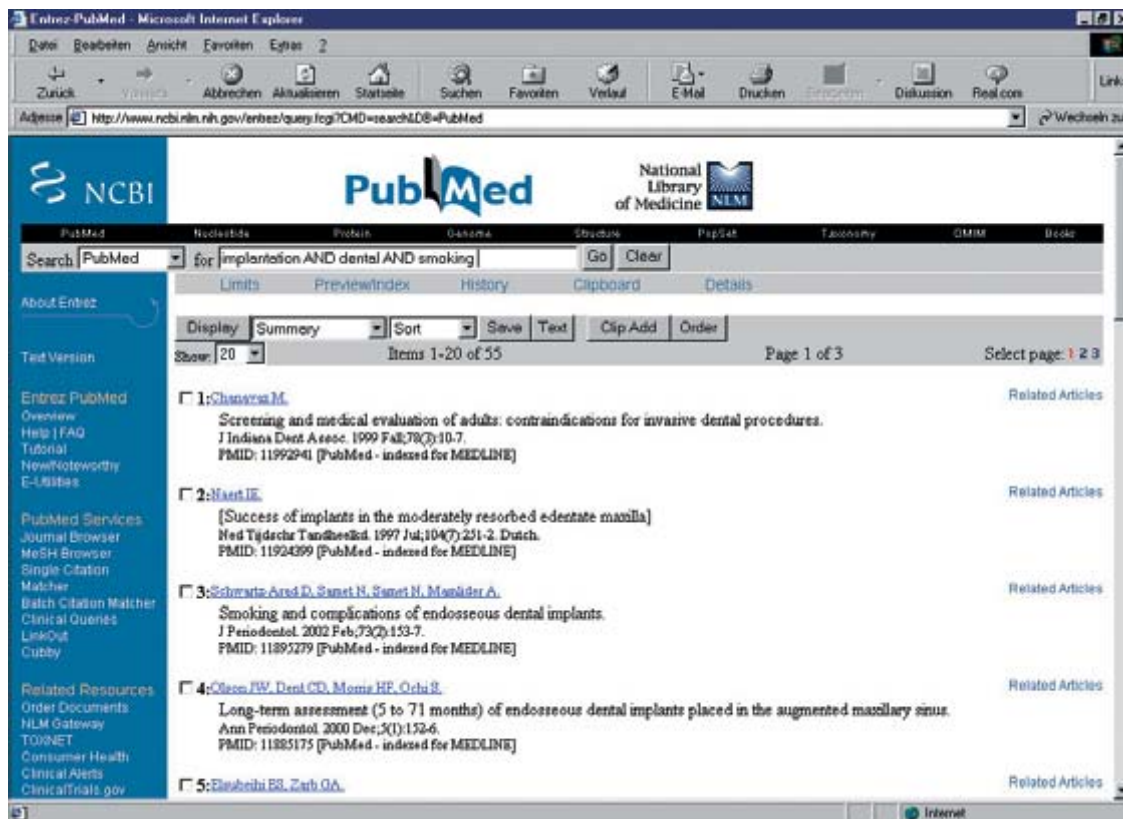 Entrez-PubMed - Microsoft Internet Explorer
Datei Bearbeiten Ansicht Favoriten Extras ?
Zurück Abbrechen Aktualisieren Startseite Suchen Favoriten Verlauf E-Mail Drucken Diskussion Real.com Link
Adresse http://www.ncbi.nlm.nih.gov/entrez/query.fcgi?CMD=search&DB=PubMed Wechseln zu
NCBI
PubMed
National
Library
of Medicine NLM
PubMed Nucleotide Protein Genome Structure PopSet Taxonomy OMIM Books
Search PubMed for implantation AND dental AND smoking Go Clear
Limits Preview/Index History Clipboard Details
About Entrez
Display Summary Sort Save Text Clip Add Order
Text Version
Show: 20 Items 1-20 of 55 Page 1 of 3 Select page: 1 2 3
Entrez PubMed
Overview
Help | FAQ
Tutorial
New/Noteworthy
E-Utilities
PubMed Services
Journal Browser
MeSH Browser
Single Citation
Matcher
Batch Citation Matcher
Clinical Queries
LinkOut
Cubby
Related Resources
Order Documents
NLM Gateway
TOXNET
Consumer Health
Clinical Alerts
ClinicalTrials.gov
1: Chanavaz M. Related Articles
Screening and medical evaluation of adults: contraindications for invasive dental procedures.
J Indiana Dent Assoc. 1999 Fall;78(3):10-7.
PMID: 11992941 [PubMed - indexed for MEDLINE]
2: Naert IE. Related Articles
[Success of implants in the moderately resorbed edentate maxilla]
Ned Tijdschr Tandheelkd. 1997 Jul;104(7):251-2. Dutch.
PMID: 11924399 [PubMed - indexed for MEDLINE]
3: Schwartz-Arad D, Samet N, Samet N, Mamlider A. Related Articles
Smoking and complications of endosseous dental implants.
J Periodontol. 2002 Feb;73(2):153-7.
PMID: 11895279 [PubMed - indexed for MEDLINE]
4: Olson JW, Dent CD, Morris HF, Ochi S. Related Articles
Long-term assessment (5 to 71 months) of endosseous dental implants placed in the augmented maxillary sinus.
Ann Periodontol. 2000 Dec;5(1):152-6.
PMID: 11885175 [PubMed - indexed for MEDLINE]
5: Elsubeihi ES, Zarb GA. Related Articles
Internet